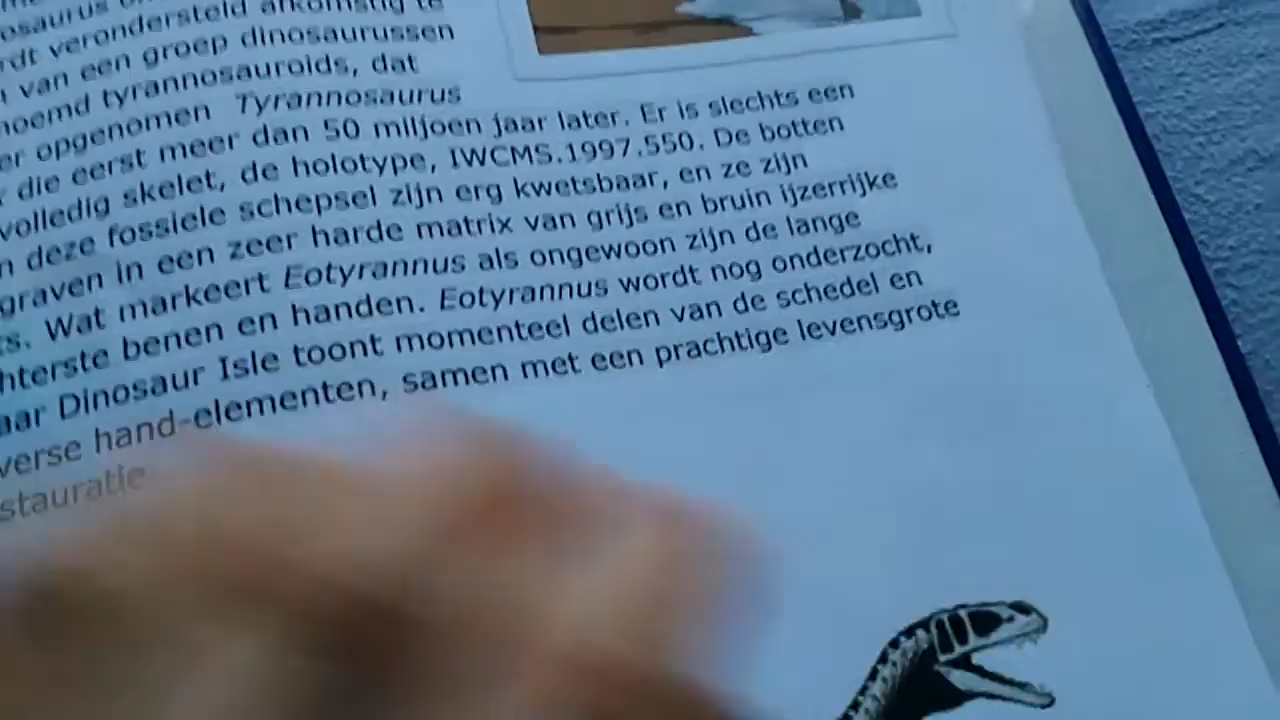 osaurus
rdt verondersteld afkomstig te
van een groep dinosaurussen
noemd tyrannosauroids, dat
er opgenomen Tyrannosaurus
die eerst meer dan 50 miljoen jaar later. Er is slechts een
volledig skelet, de holotype, IWCMS.1997.550. De botten
n deze fossiele schepsel zijn erg kwetsbaar, en ze zijn
graven in een zeer harde matrix van grijs en bruin ijzerrijke
s. Wat markeert Eotyrannus als ongewoon zijn de lange
hterste benen en handen. Eotyrannus wordt nog onderzocht,
aar Dinosaur Isle toont momenteel delen van de schedel en
verse hand-elementen, samen met een prachtige levensgrote
stauratie